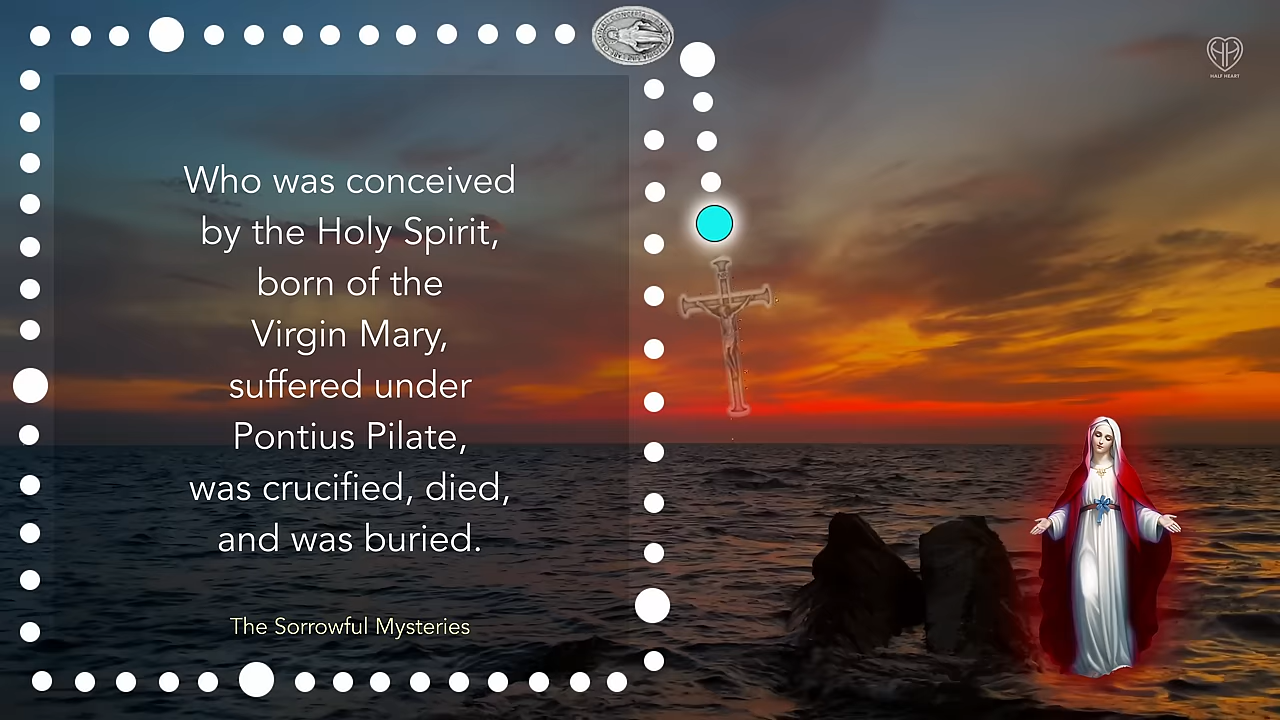 Who was conceived
by the Holy Spirit,
born of the
Virgin Mary,
suffered under
Pontius Pilate,
was crucified, died,
and was buried.
The Sorrowful Mysteries
HALF HEART